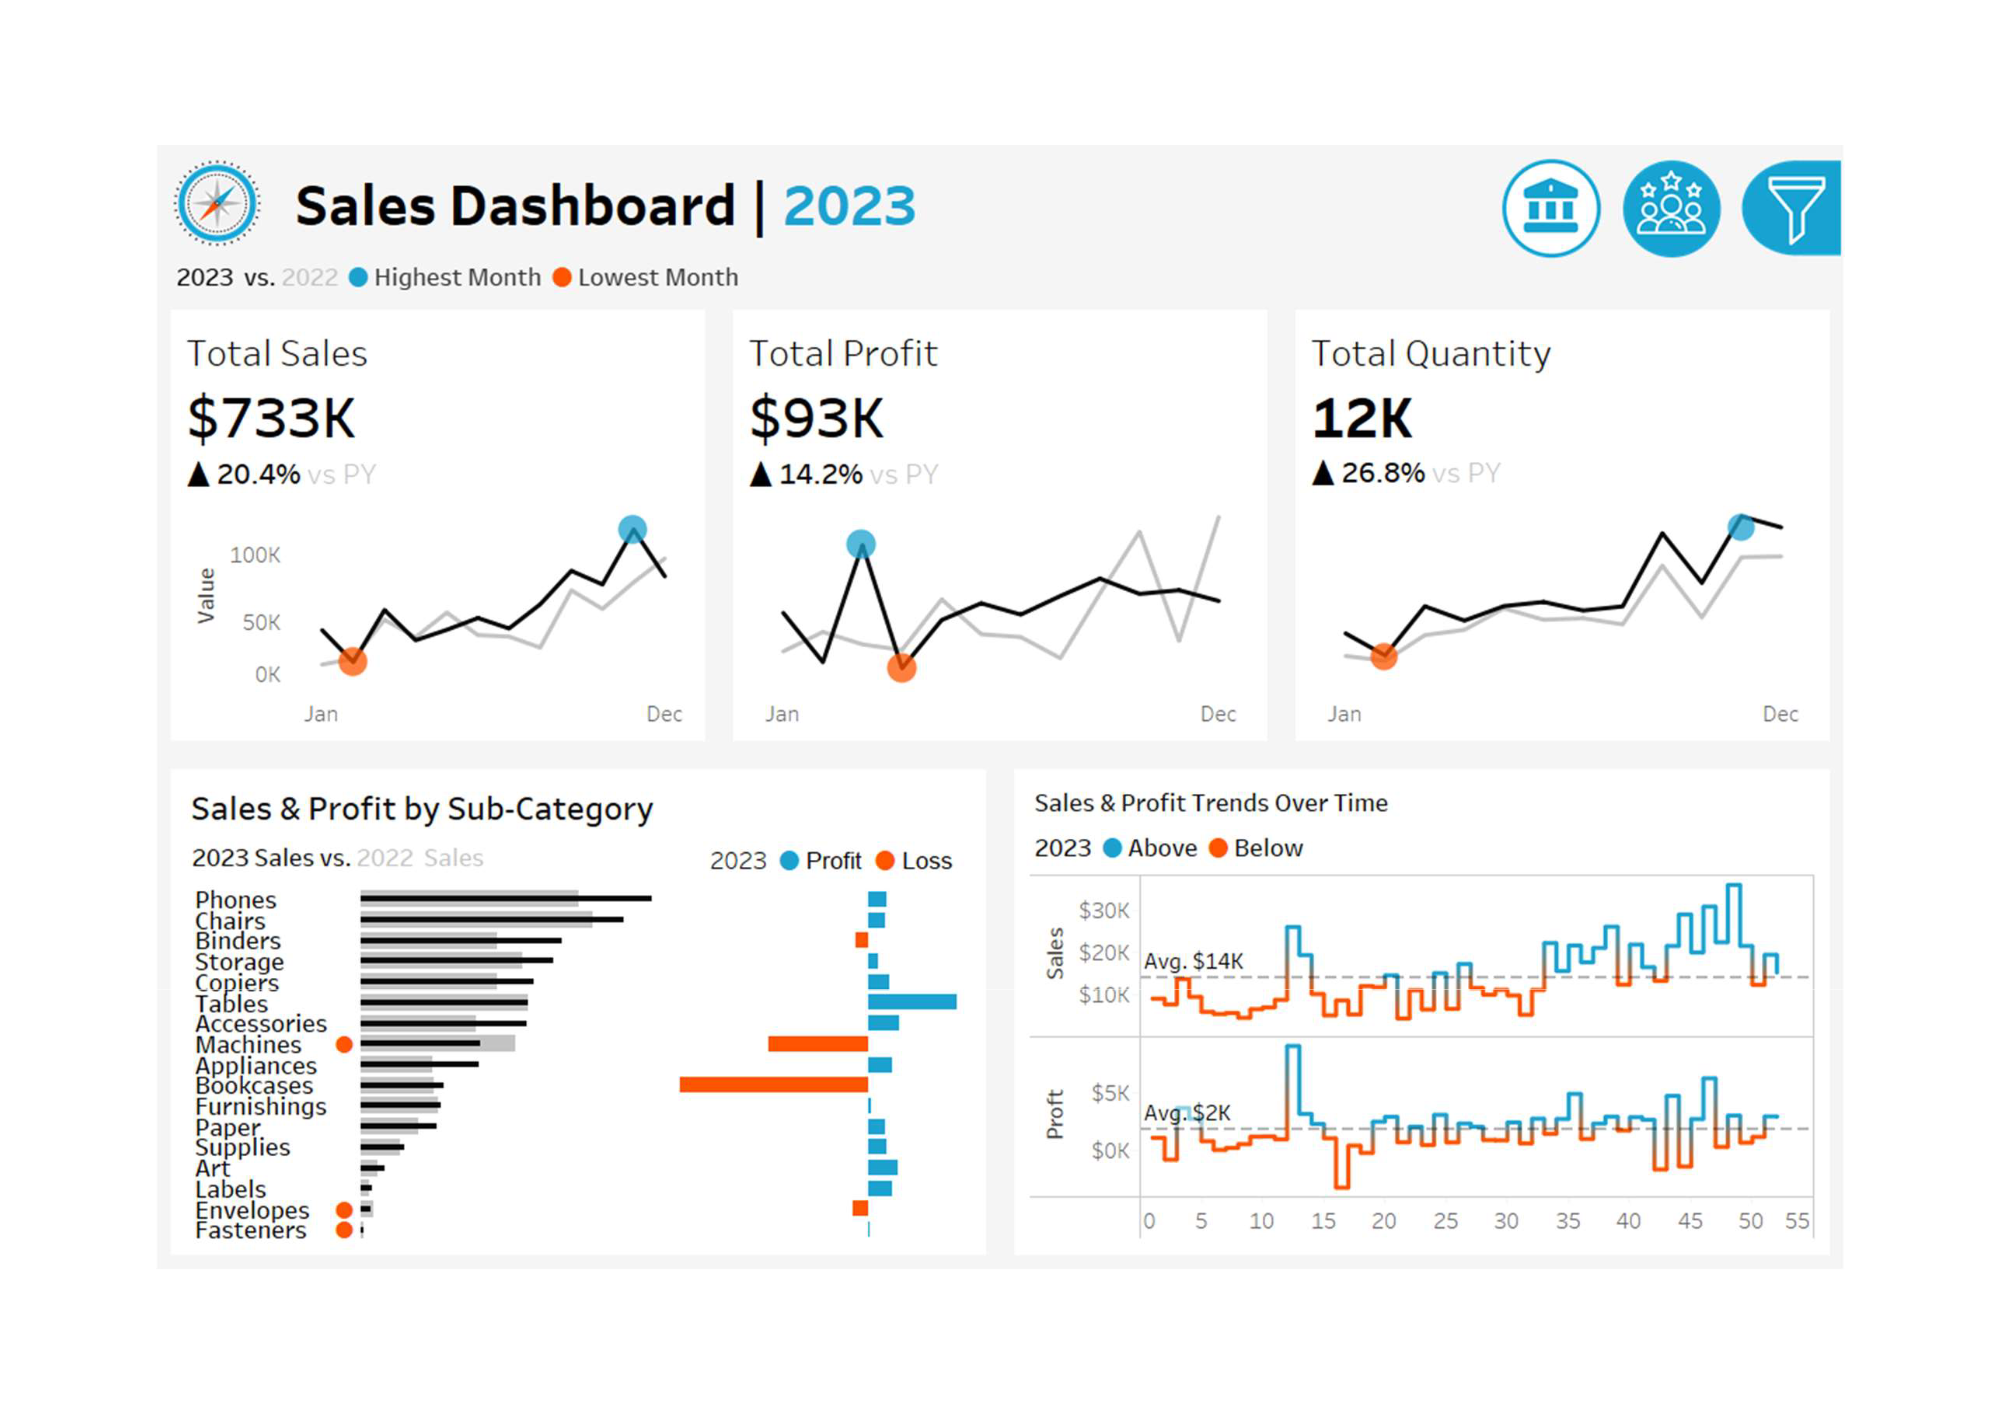 Sales Dashboard | 2023
2023 vs. 2022 Highest Month Lowest Month
Total Sales
$733K
▲ 20.4% vs PY
Value
100K
50K
0K
Jan
Dec
Total Profit
$93K
▲ 14.2% vs PY
Jan
Dec
Total Quantity
12K
▲ 26.8% vs PY
Jan
Dec
Sales & Profit by Sub-Category
2023 Sales vs. 2022 Sales
2023 Profit Loss
Phones
Chairs
Binders
Storage
Copiers
Tables
Accessories
Machines
Appliances
Bookcases
Furnishings
Paper
Supplies
Art
Labels
Envelopes
Fasteners
Sales & Profit Trends Over Time
2023 Above Below
Sales
$30K
$20K
$10K
Avg. $14K
Proft
$5K
$0K
Avg. $2K
0 5 10 15 20 25 30 35 40 45 50 55